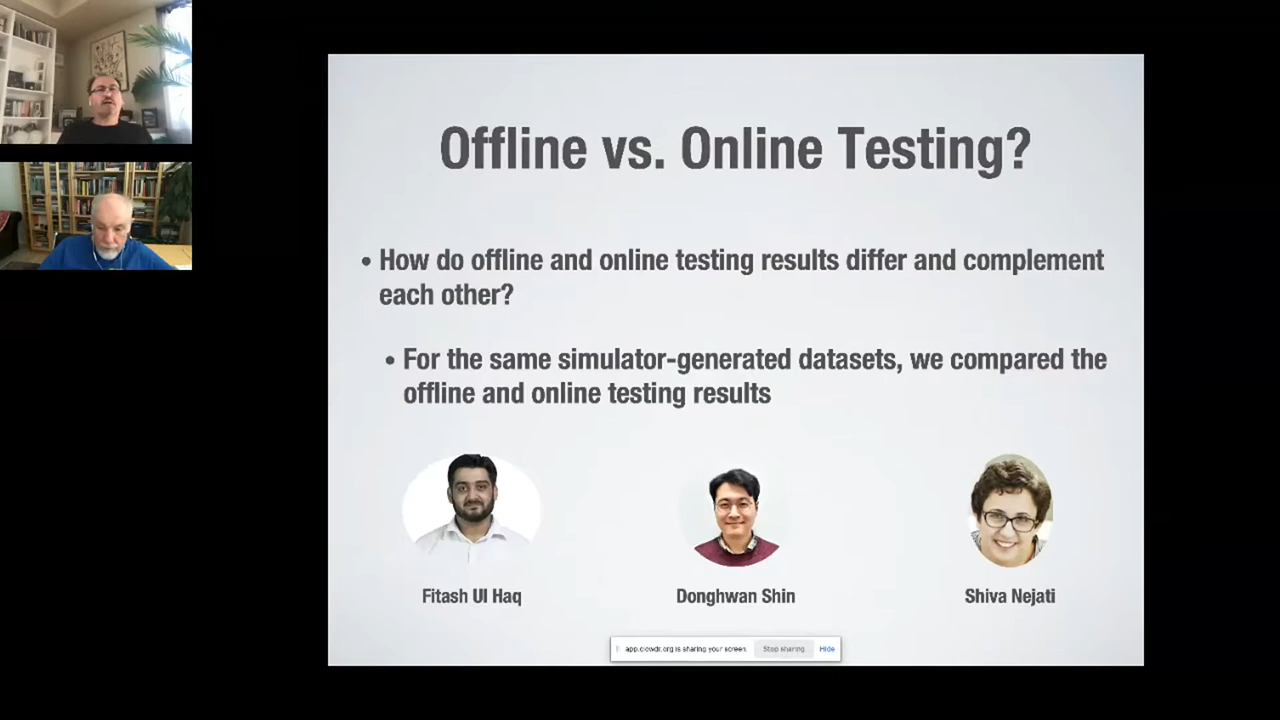 Offline vs. Online Testing?
• How do offline and online testing results differ and complement
each other?
• For the same simulator-generated datasets, we compared the
offline and online testing results
Fitash Ul Haq
Donghwan Shin
Shiva Nejati
app.clowdr.org is sharing your screen.
Stop sharing
Hide